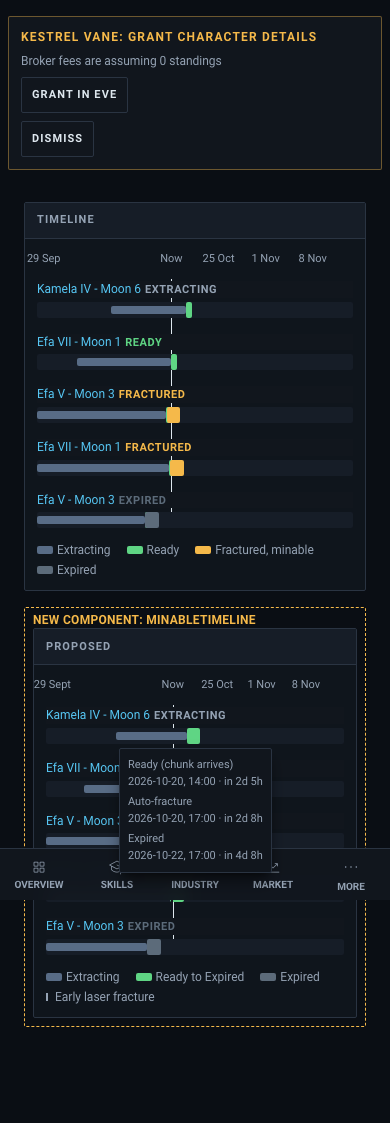 KESTREL VANE: GRANT CHARACTER DETAILS
Broker fees are assuming 0 standings
GRANT IN EVE
DISMISS
TIMELINE
29 Sep Now 25 Oct 1 Nov 8 Nov
Kamela IV - Moon 6 EXTRACTING
Efa VII - Moon 1 READY
Efa V - Moon 3 FRACTURED
Efa VII - Moon 1 FRACTURED
Efa V - Moon 3 EXPIRED
Extracting Ready Fractured, minable
Expired
NEW COMPONENT: MINABLETIMELINE
PROPOSED
29 Sept Now 25 Oct 1 Nov 8 Nov
Kamela IV - Moon 6 EXTRACTING
Ready (chunk arrives)
Efa VII - Moon
2026-10-20, 14:00 · in 2d 5h
Auto-fracture
2026-10-20, 17:00 · in 2d 8h
Efa V - Moon
Expired
2026-10-22, 17:00 · in 4d 8h
OVERVIEW SKILLS INDUSTRY MARKET MORE
Efa V - Moon 3 EXPIRED
Extracting Ready to Expired Expired
Early laser fracture